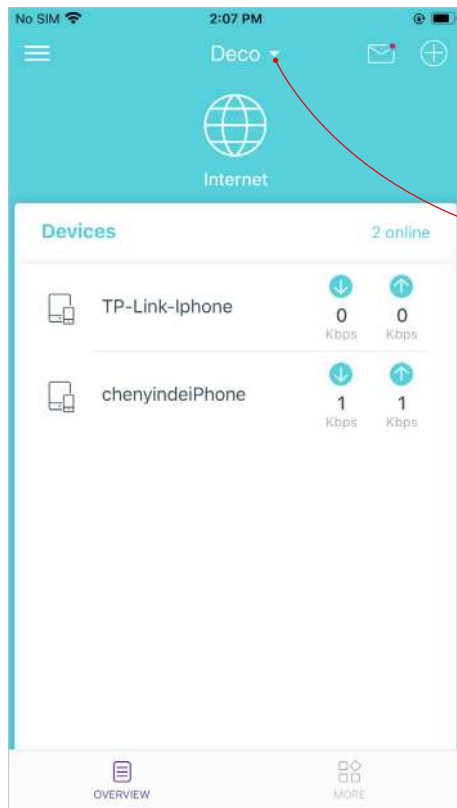 No SIM 2:07 PM
Deco
Internet
Devices 2 online
TP-Link-Iphone
0 0
Kbps Kbps
chenyindeiPhone
1 1
Kbps Kbps
OVERVIEW MORE